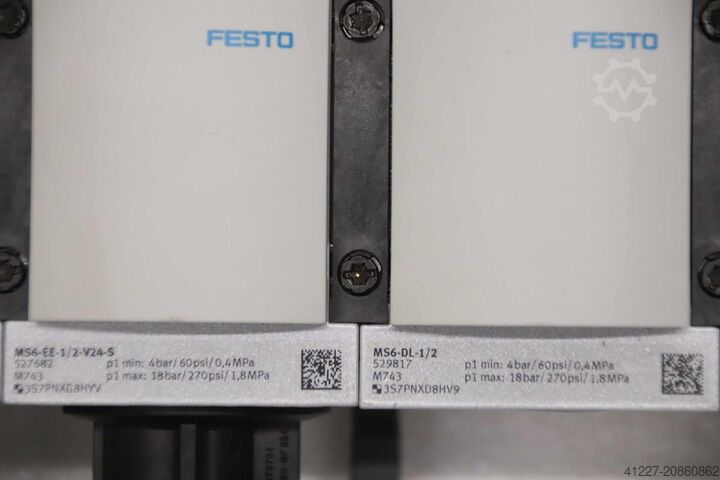 FESTO
FESTO
MS6-EE-1/2-V24-S
527682 p1 min: 4bar/60psi/0,4MPa
M743 p1 max: 18bar/270psi/1,8MPa
3S7PNXD8HYV
MS6-DL-1/2
529817 p1 min: 4bar/60psi/0,4MPa
M743 p1 max: 18bar/270psi/1,8MPa
3S7PNXD8HV9
41227-20860862